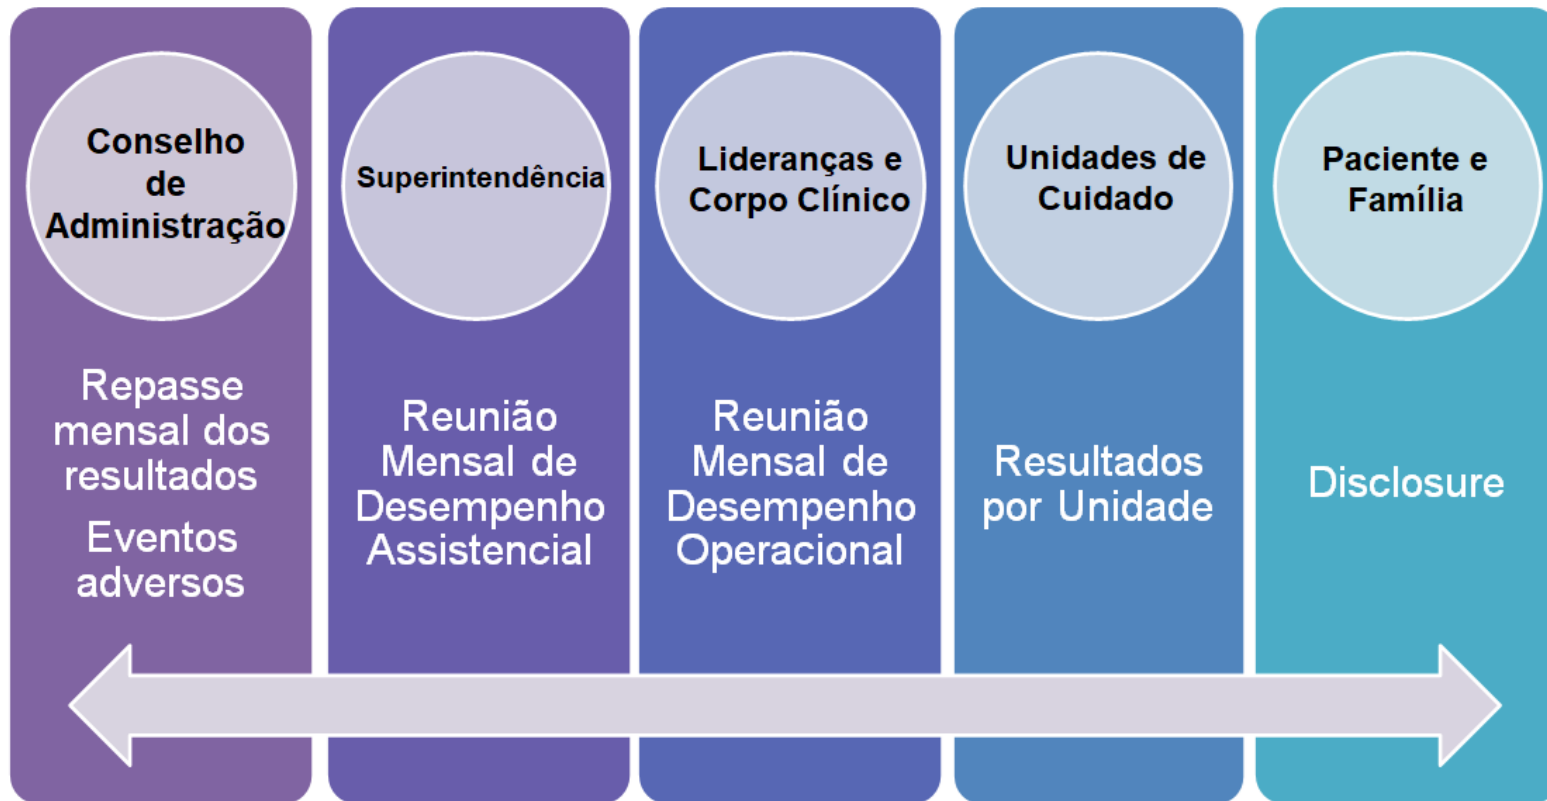 Conselho
de
Administração
Repasse
mensal dos
resultados
Eventos
adversos
Superintendência
Reunião
Mensal de
Desempenho
Assistencial
Lideranças e
Corpo Clínico
Reunião
Mensal de
Desempenho
Operacional
Unidades de
Cuidado
Resultados
por Unidade
Paciente e
Família
Disclosure